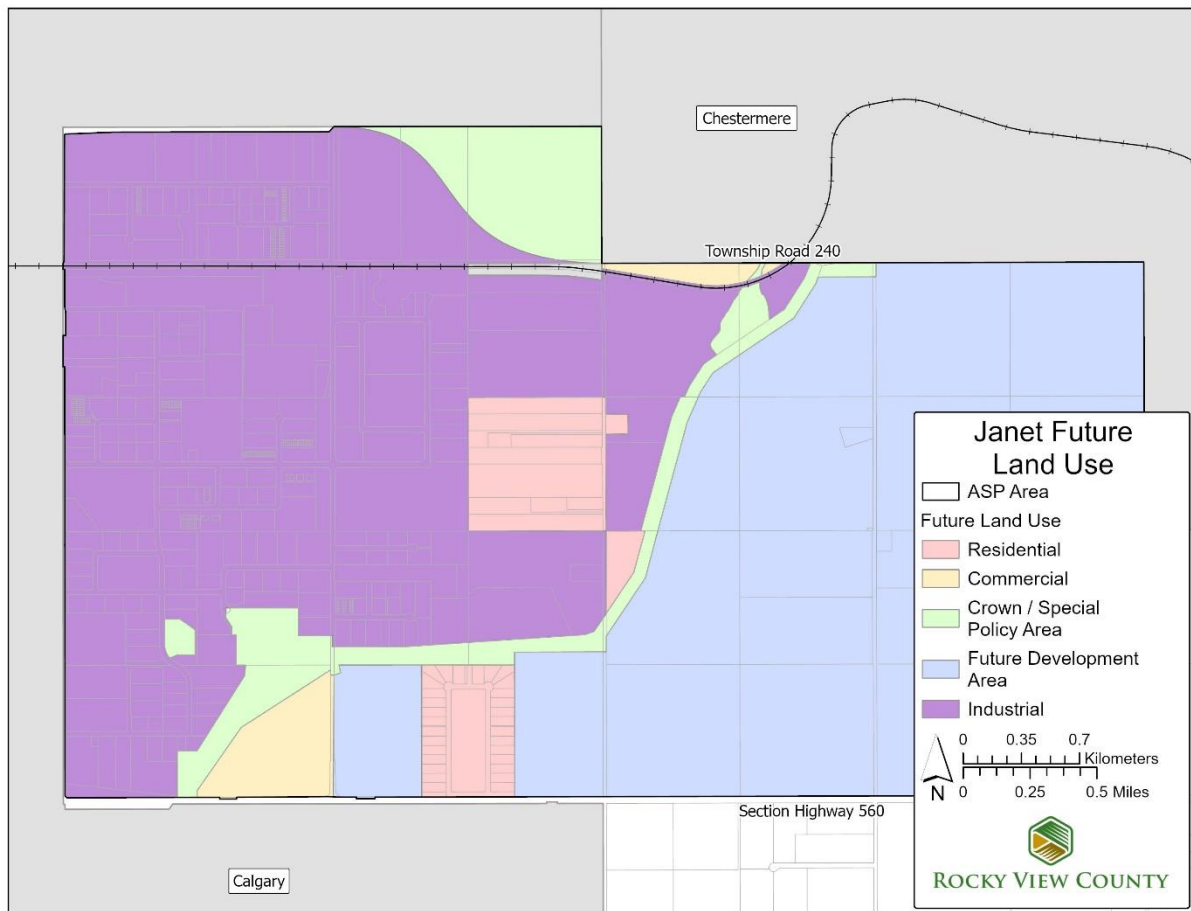 Chestermere
Township Road 240
Janet Future
Land Use
ASP Area
Future Land Use
Residential
Commercial
Crown / Special
Policy Area
Future Development
Area
Industrial
0 0.35 0.7
Kilometers
0 0.25 0.5 Miles
N
Section Highway 560
Calgary
ROCKY VIEW COUNTY